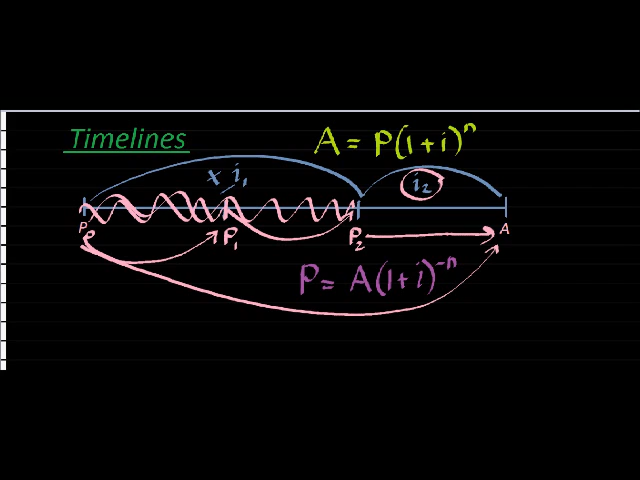 Timelines
A = P(1+i)^n
x i₁
i₂
P
P
P₁
P₂
A
P = A(1+i)^-n